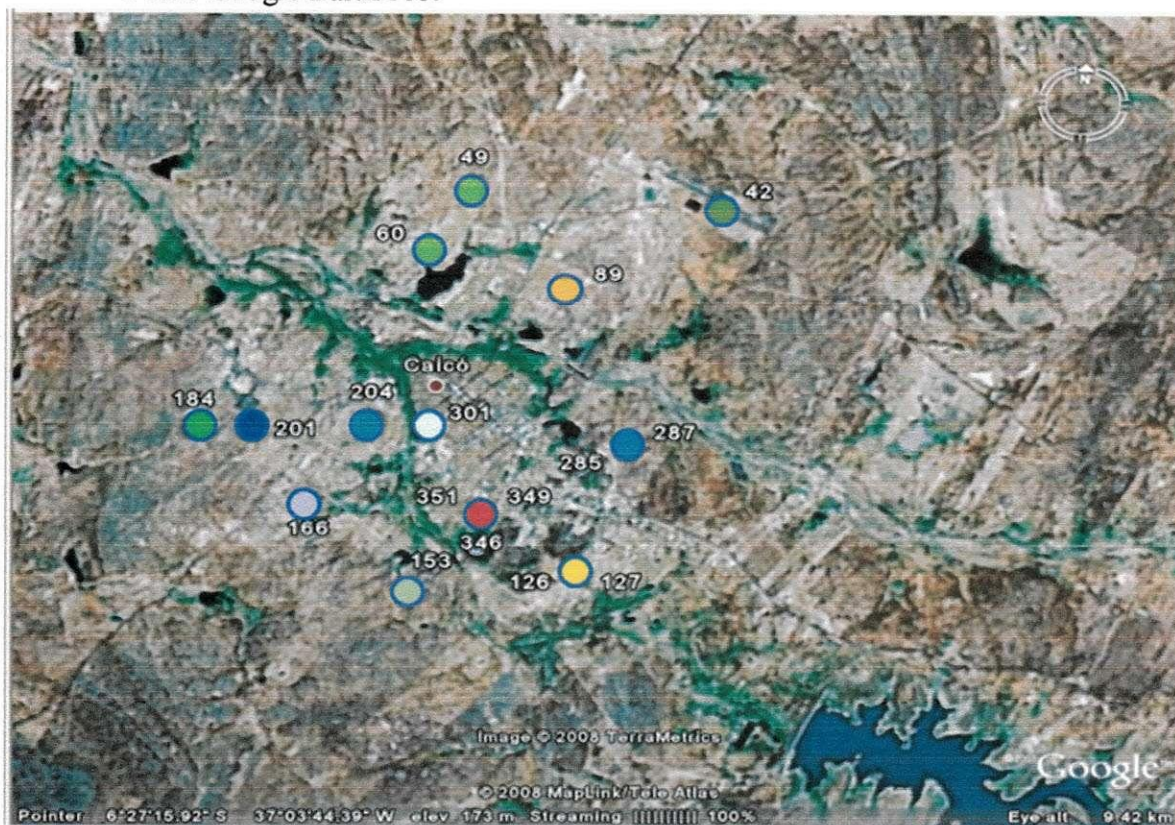 N
49
42
60
89
Caicó
184
204
301
201
287
285
351
349
166
346
153
126
127
Image © 2008 TerraMetrics
© 2008 MapLink/Tele Atlas
Google
Pointer 6°27'15.92" S 37°03'44.39" W elev 173 m Streaming ||||||||| 100% Eye alt 9.42 km